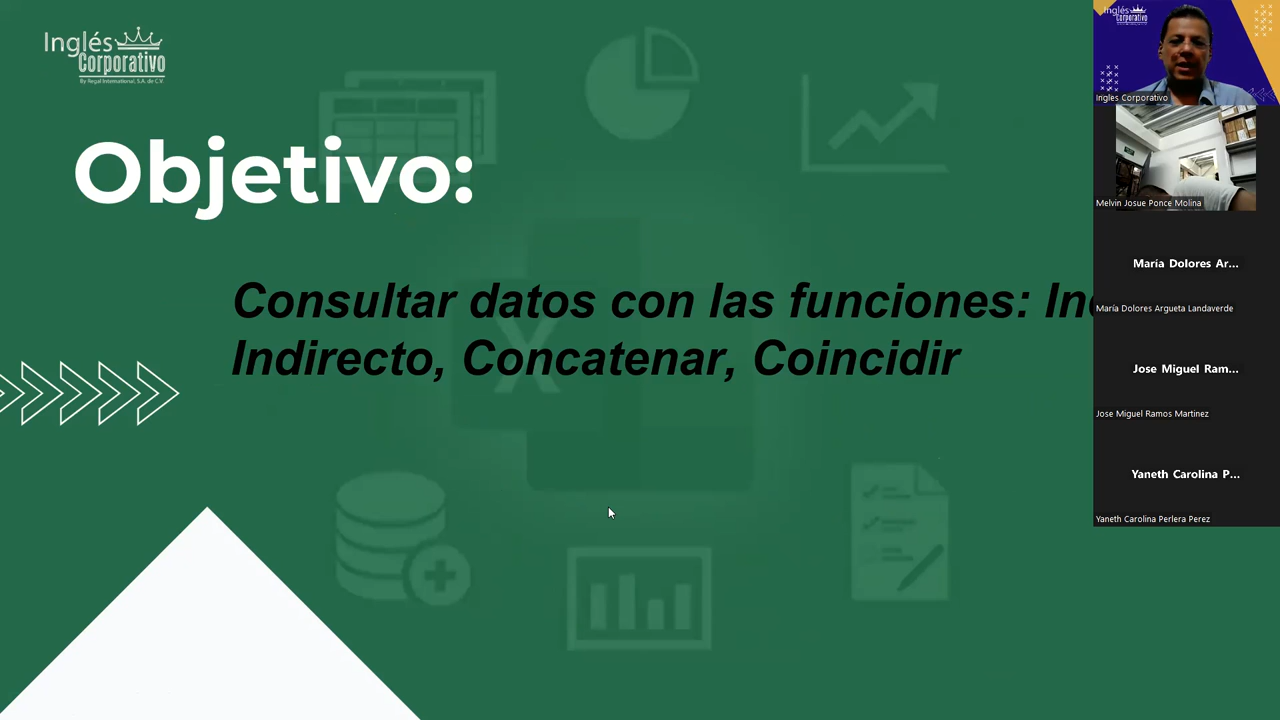 Inglés
Corporativo
By Regal International, S.A. de C.V.
Objetivo:
Consultar datos con las funciones:
Indirecto, Concatenar, Coincidir
Inglés
Corporativo
Ingles Corporativo
Melvin Josue Ponce Molina
María Dolores Ar...
María Dolores Argueta Landaverde
Jose Miguel Ram...
Jose Miguel Ramos Martinez
Yaneth Carolina P...
Yaneth Carolina Perlera Perez